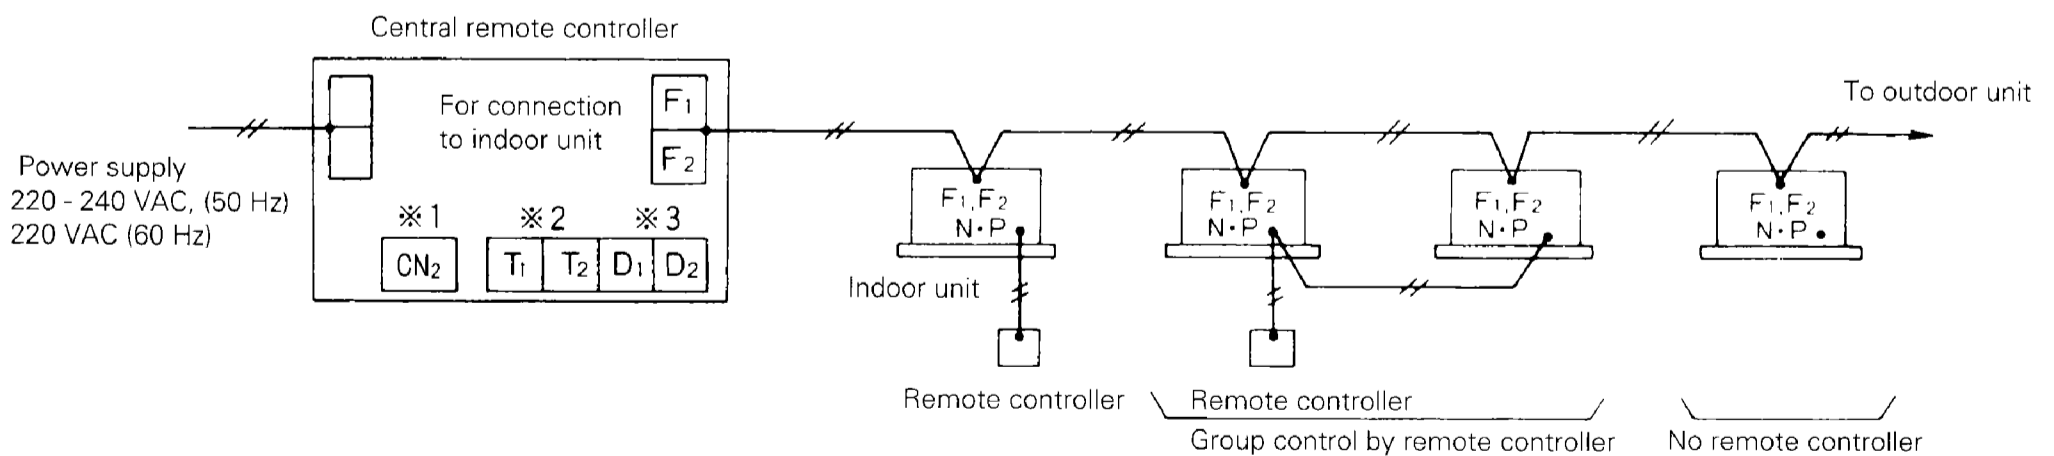 Central remote controller
For connection
to indoor unit
F1
F2
To outdoor unit
Power supply
220 - 240 VAC, (50 Hz)
220 VAC (60 Hz)
※1 ※2 ※3
CN2 T1 T2 D1 D2
F1,F2
N・P
F1,F2
N・P
F1,F2
N・P
F1,F2
N・P
Indoor unit
Remote controller
Remote controller
Group control by remote controller
No remote controller